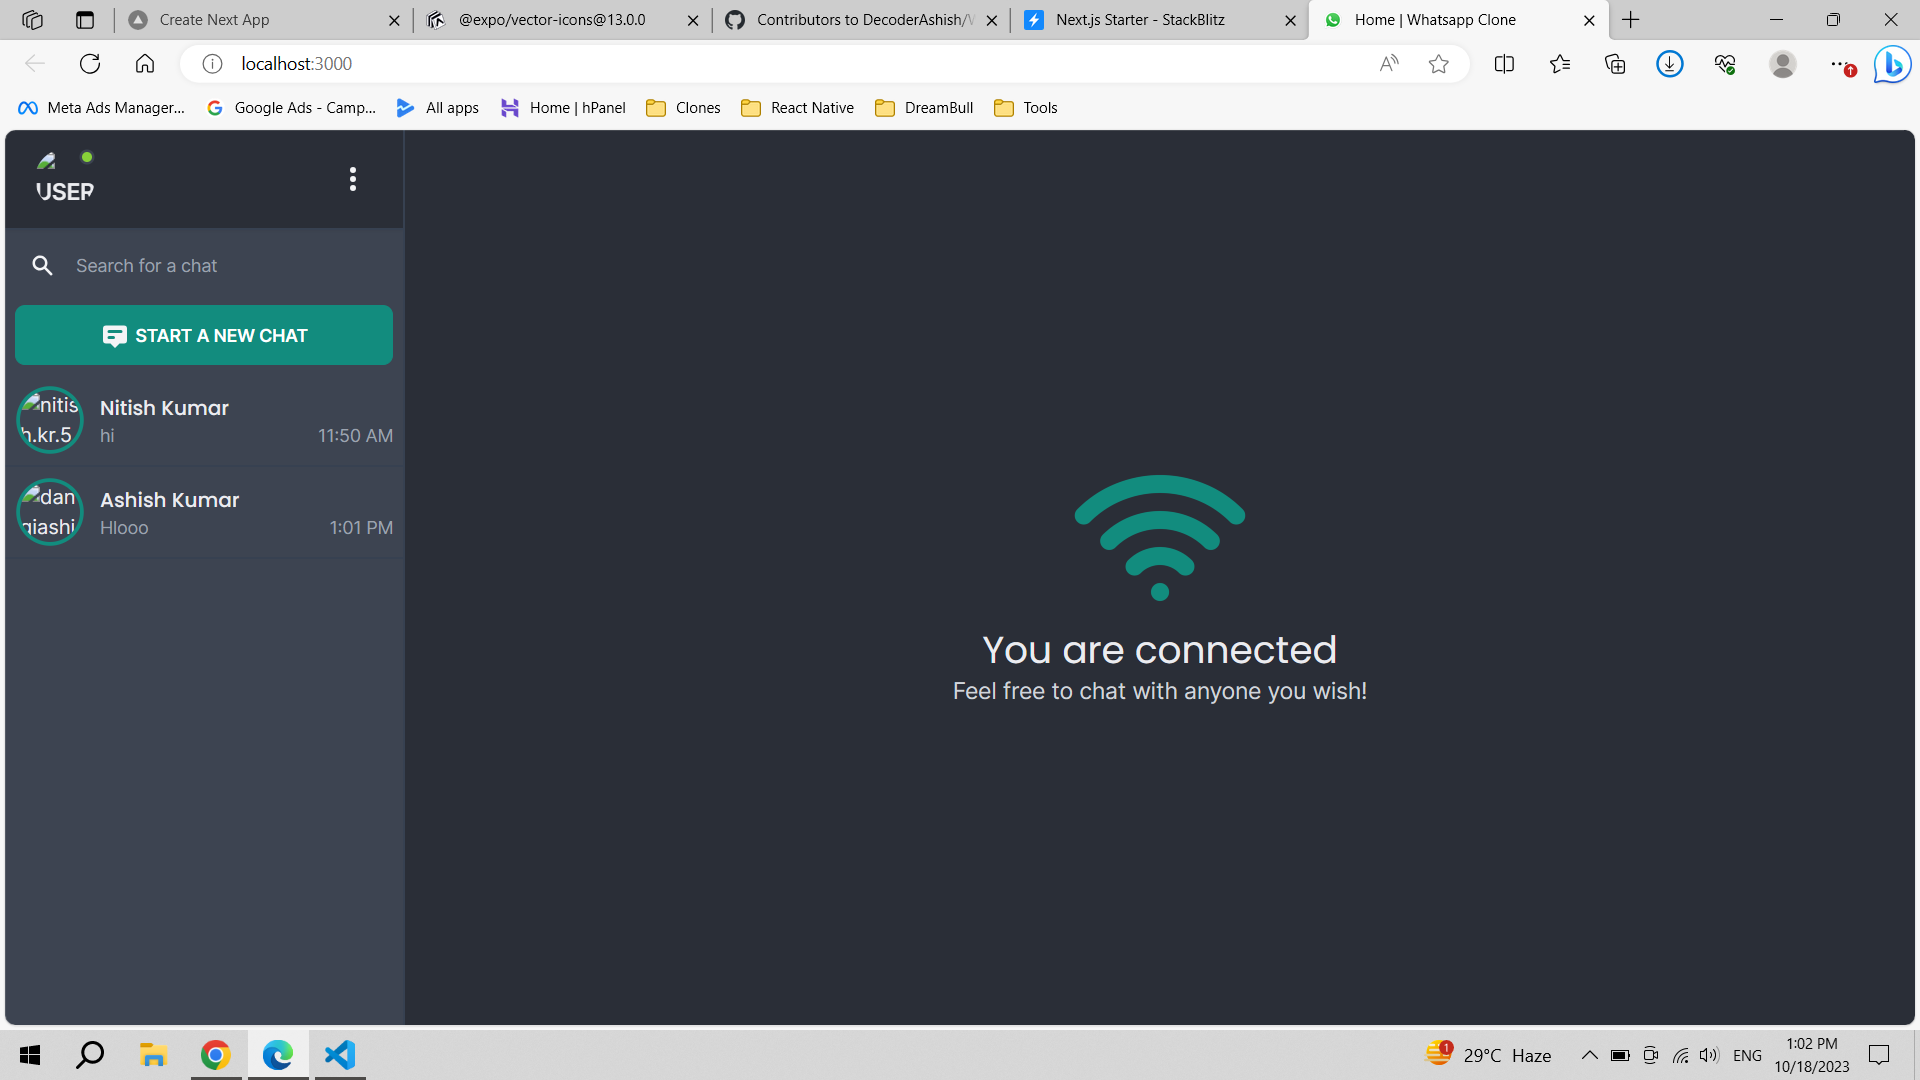 Create Next App
@expo/vector-icons@13.0.0
Contributors to DecoderAshish/W
Next.js Starter - StackBlitz
Home | Whatsapp Clone
localhost:3000
Meta Ads Manager...
Google Ads - Camp...
All apps
Home | hPanel
Clones
React Native
DreamBull
Tools
USER
Search for a chat
START A NEW CHAT
nitis
h.kr.5
Nitish Kumar
hi
11:50 AM
dan
giashi
Ashish Kumar
Hlooo
1:01 PM
You are connected
Feel free to chat with anyone you wish!
1
29°C Haze
ENG
1:02 PM
10/18/2023